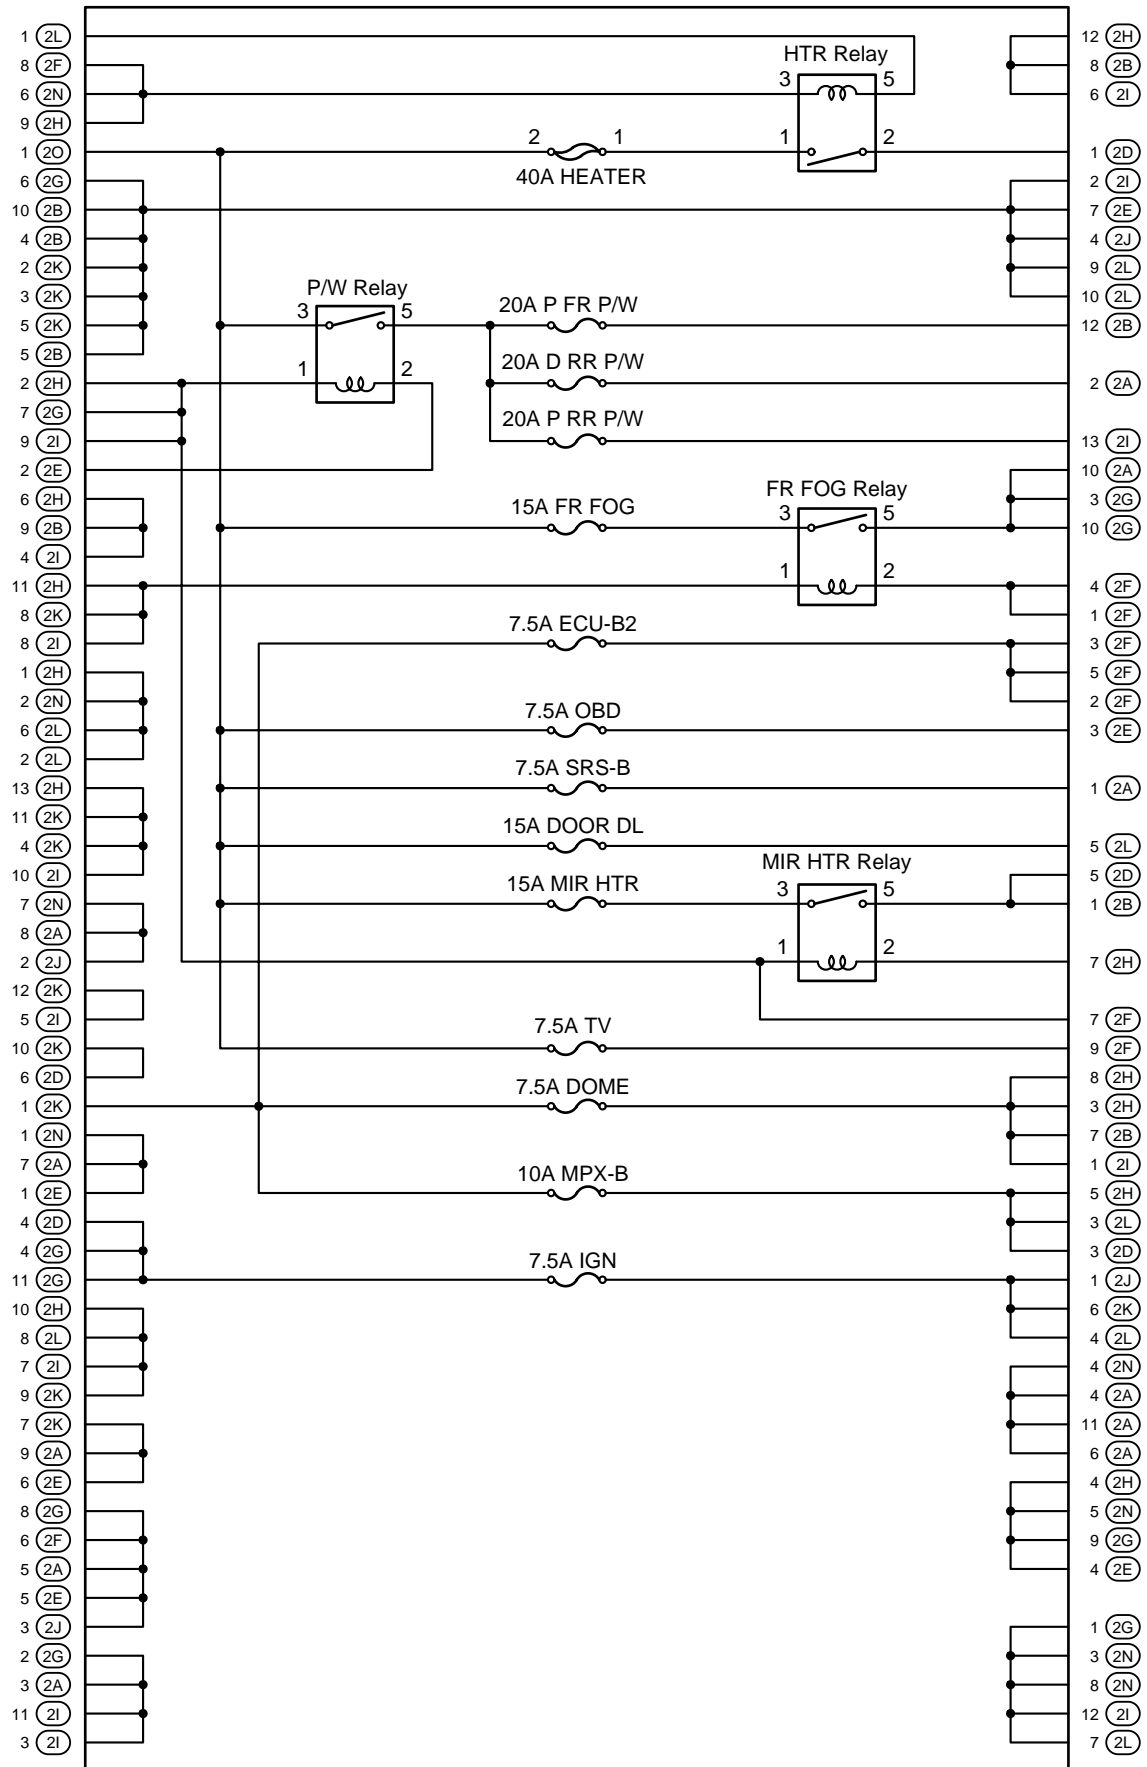 1 2L
12 2H
HTR Relay
8 2F
8 2B
3 5
6 2N
6 2I
9 2H
2 1
1 2
1 2O
1 2D
40A HEATER
6 2G
2 2I
10 2B
7 2E
4 2B
4 2J
2 2K
9 2L
P/W Relay
3 2K
10 2L
3 5
20A P FR P/W
5 2K
12 2B
5 2B
20A D RR P/W
1 2
2 2H
2 2A
7 2G
20A P RR P/W
9 2I
13 2I
2 2E
10 2A
FR FOG Relay
6 2H
3 2G
15A FR FOG
3 5
9 2B
10 2G
4 2I
1 2
11 2H
4 2F
8 2K
1 2F
7.5A ECU-B2
8 2I
3 2F
1 2H
5 2F
2 2N
2 2F
7.5A OBD
6 2L
3 2E
2 2L
7.5A SRS-B
13 2H
1 2A
11 2K
15A DOOR DL
4 2K
5 2L
MIR HTR Relay
10 2I
5 2D
15A MIR HTR
3 5
7 2N
1 2B
8 2A
1 2
2 2J
7 2H
12 2K
5 2I
7 2F
7.5A TV
10 2K
9 2F
6 2D
8 2H
7.5A DOME
1 2K
3 2H
1 2N
7 2B
7 2A
1 2I
10A MPX-B
1 2E
5 2H
4 2D
3 2L
4 2G
3 2D
7.5A IGN
11 2G
1 2J
10 2H
6 2K
8 2L
4 2L
7 2I
4 2N
9 2K
4 2A
7 2K
11 2A
9 2A
6 2A
6 2E
4 2H
8 2G
5 2N
6 2F
9 2G
5 2A
4 2E
5 2E
3 2J
1 2G
2 2G
3 2N
3 2A
8 2N
11 2I
12 2I
3 2I
7 2L